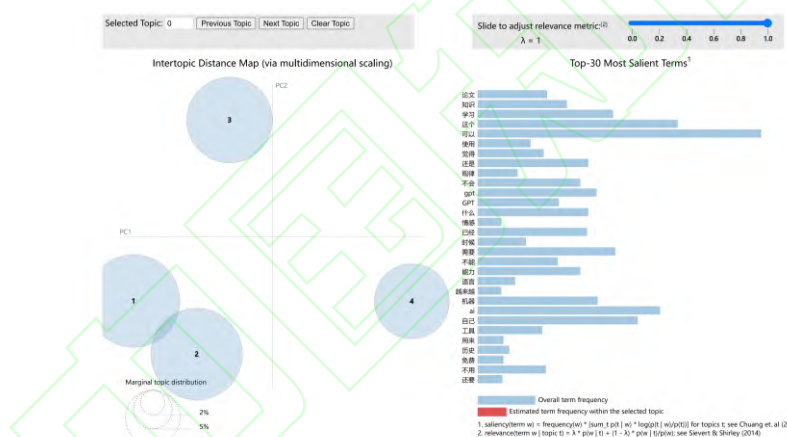 Selected Topic: 0 Previous Topic Next Topic Clear Topic
Slide to adjust relevance metric:(2)
λ = 1
0.0 0.2 0.4 0.6 0.8 1.0
Intertopic Distance Map (via multidimensional scaling)
PC2
PC1
3
1
2
4
Marginal topic distribution
2%
5%
Top-30 Most Salient Terms1
论文
知识
学习
这个
可以
使用
觉得
还是
规律
不会
gpt
GPT
什么
情感
已经
时候
需要
不能
能力
语言
越来越
机器
ai
自己
工具
用来
历史
免费
不用
还要
Overall term frequency
Estimated term frequency within the selected topic
1. saliency(term w) = frequency(w) * [sum_t p(t | w) * log(p(t | w)/p(t))] for topics t; see Chuang et. al (2
2. relevance(term w | topic t) = λ * p(w | t) + (1 - λ) * p(w | t)/p(w); see Sievert & Shirley (2014)